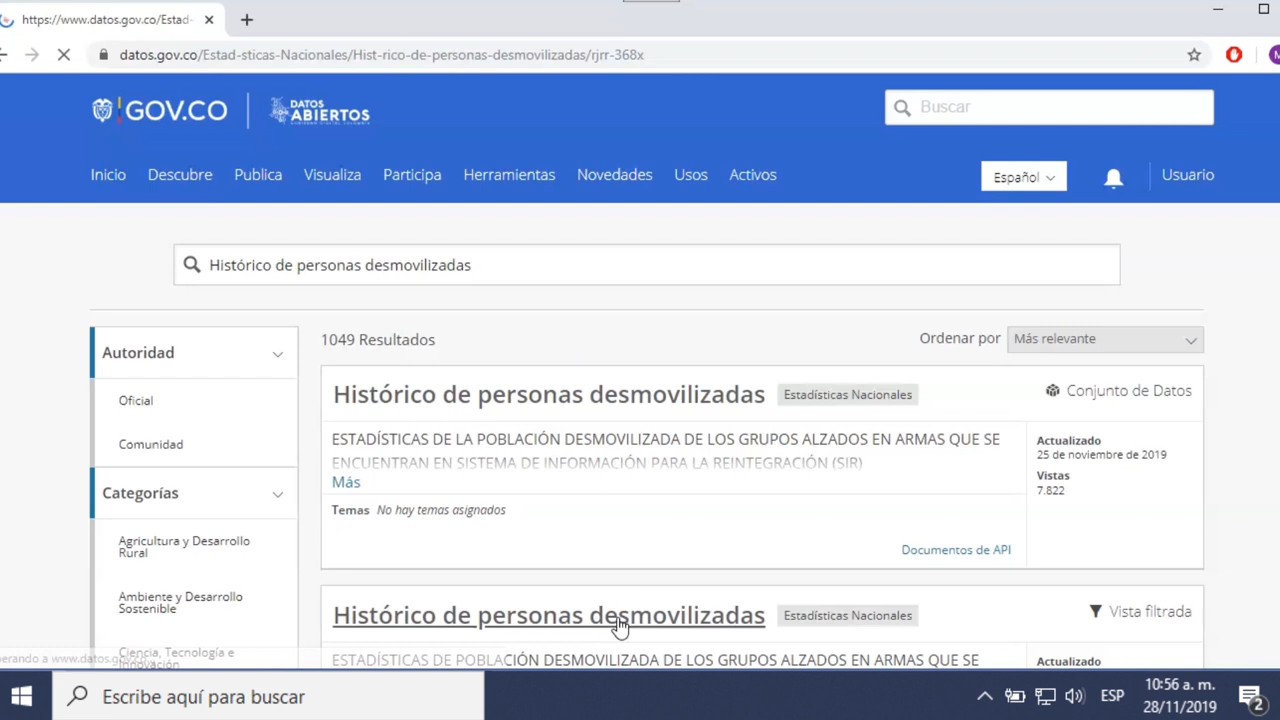 https://www.datos.gov.co/Estad-
datos.gov.co/Estad-sticas-Nacionales/Hist-rico-de-personas-desmovilizadas/rjrr-368x
GOV.CO
DATOS
ABIERTOS
Buscar
Inicio
Descubre
Publica
Visualiza
Participa
Herramientas
Novedades
Usos
Activos
Español
Usuario
Histórico de personas desmovilizadas
Autoridad
Oficial
Comunidad
Categorías
Agricultura y Desarrollo
Rural
Ambiente y Desarrollo
Sostenible
Ciencia, Tecnología e
Innovación
1049 Resultados
Ordenar por
Más relevante
Histórico de personas desmovilizadas
Estadísticas Nacionales
Conjunto de Datos
ESTADÍSTICAS DE LA POBLACIÓN DESMOVILIZADA DE LOS GRUPOS ALZADOS EN ARMAS QUE SE
ENCUENTRAN EN SISTEMA DE INFORMACIÓN PARA LA REINTEGRACIÓN (SIR)
Más
Temas No hay temas asignados
Documentos de API
Actualizado
25 de noviembre de 2019
Vistas
7.822
Histórico de personas desmovilizadas
Estadísticas Nacionales
Vista filtrada
ESTADÍSTICAS DE POBLACIÓN DESMOVILIZADA DE LOS GRUPOS ALZADOS EN ARMAS QUE SE
Actualizado
Escribe aquí para buscar
ESP
10:56 a. m.
28/11/2019
2